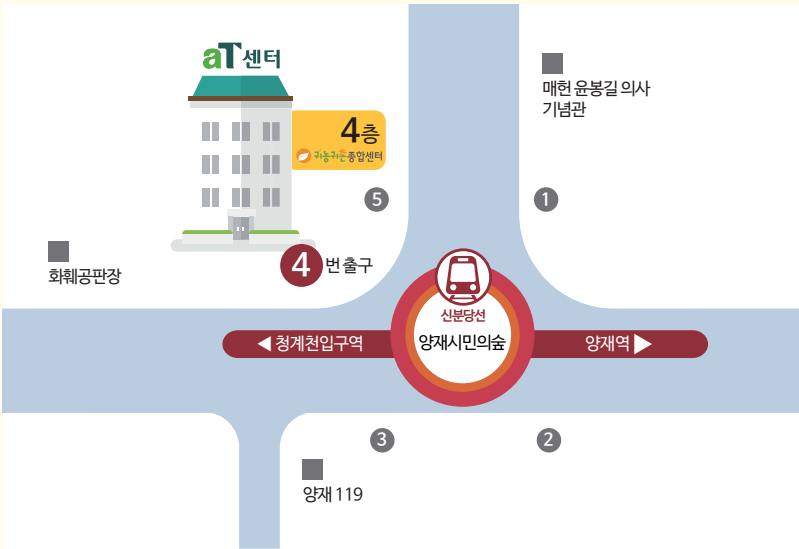 aT센터
매헌 윤봉길 의사
기념관
4층
귀농귀촌종합센터
5
1
화훼공판장
4번 출구
신분당선
청계천입구역
양재시민의숲
양재역
3
2
양재 119